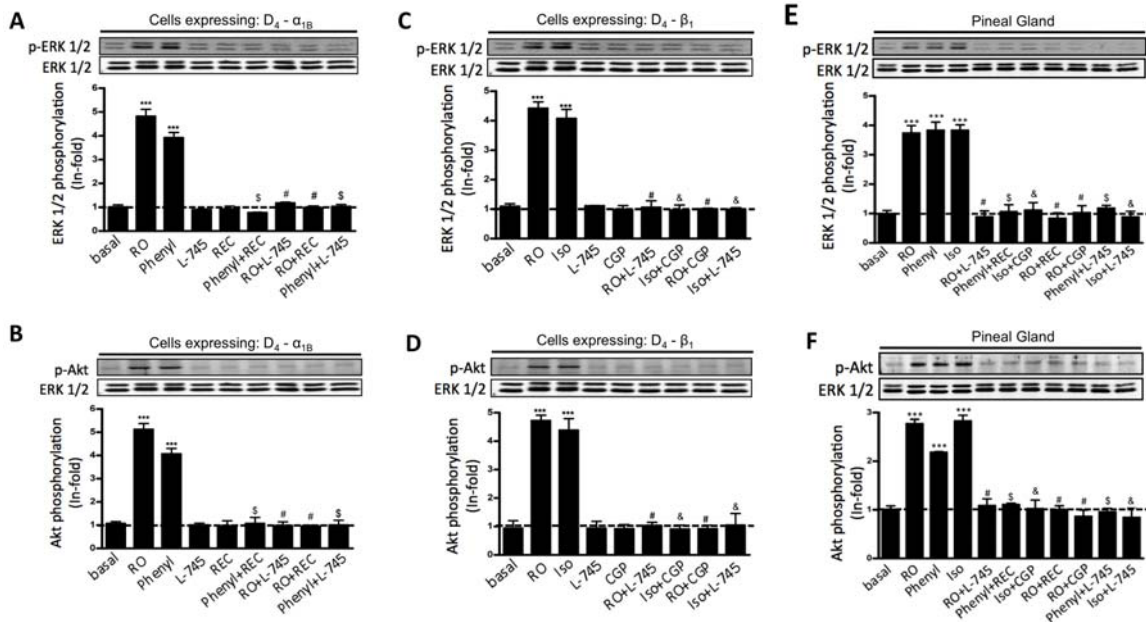 A
Cells expressing: D4 - α1B
p-ERK 1/2
ERK 1/2
ERK 1/2 phosphorylation
(In-fold)
6
5
4
3
2
1
0
*** *** $ # # $
basal RO Phenyl L-745 REC Phenyl+REC RO+L-745 RO+REC Phenyl+L-745
B
Cells expressing: D4 - α1B
p-Akt
ERK 1/2
Akt phosphorylation
(In-fold)
6
5
4
3
2
1
0
*** *** $ # # $
basal RO Phenyl L-745 REC Phenyl+REC RO+L-745 RO+REC Phenyl+L-745
C
Cells expressing: D4 - β1
p-ERK 1/2
ERK 1/2
ERK 1/2 phosphorylation
(In-fold)
5
4
3
2
1
0
*** *** # & # &
basal RO Iso L-745 CGP RO+L-745 Iso+CGP RO+CGP Iso+L-745
D
Cells expressing: D4 - β1
p-Akt
ERK 1/2
Akt phosphorylation
(In-fold)
5
4
3
2
1
0
*** *** # & # &
basal RO Iso L-745 CGP RO+L-745 Iso+CGP RO+CGP Iso+L-745
E
Pineal Gland
p-ERK 1/2
ERK 1/2
ERK 1/2 phosphorylation
(In-fold)
5
4
3
2
1
0
*** *** *** # $ & # # $ &
basal RO Phenyl Iso RO+L-745 Phenyl+REC Iso+CGP RO+REC RO+CGP Phenyl+L-745 Iso+L-745
F
Pineal Gland
p-Akt
ERK 1/2
Akt phosphorylation
(In-fold)
3
2
1
0
*** *** *** # $ & # # $ &
basal RO Phenyl Iso RO+L-745 Phenyl+REC Iso+CGP RO+REC RO+CGP Phenyl+L-745 Iso+L-745